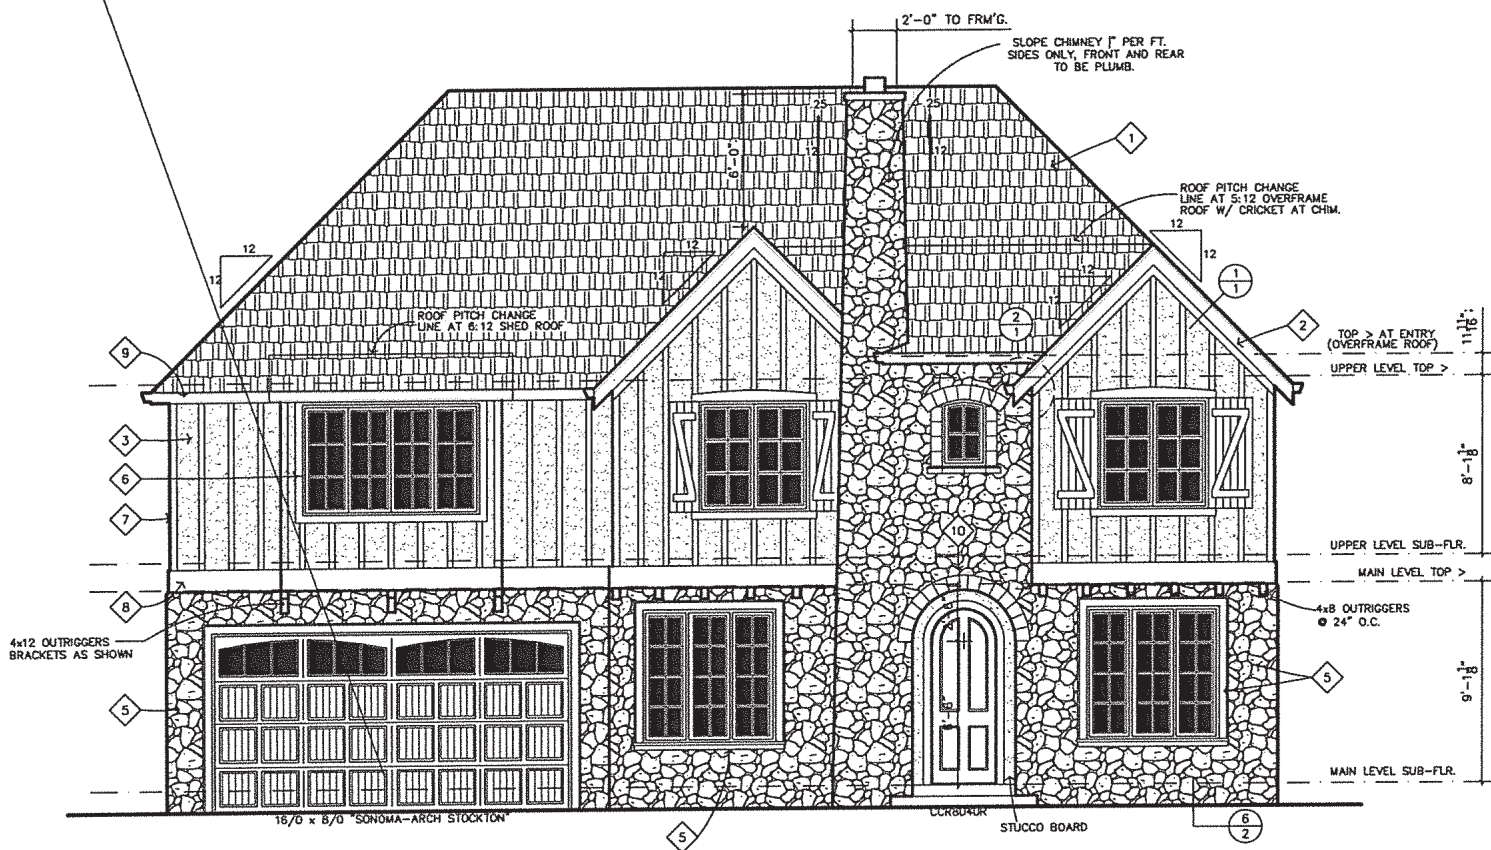 2'-0" TO FRM'G.
SLOPE CHIMNEY 1" PER FT.
SIDES ONLY, FRONT AND REAR
TO BE PLUMB.
.25
.25
12
12
6'-0"
1
ROOF PITCH CHANGE
LINE AT 5:12 OVERFRAME
ROOF W/ CRICKET AT CHIM.
12
12
12
12
12
12
12
12
1
1
2
1
2
ROOF PITCH CHANGE
LINE AT 6:12 SHED ROOF
TOP > AT ENTRY
(OVERFRAME ROOF)
UPPER LEVEL TOP >
9
3
6
7
8
8'-1 1/8"
10
UPPER LEVEL SUB-FLR.
MAIN LEVEL TOP >
4x8 OUTRIGGERS
@ 24" O.C.
4x12 OUTRIGGERS
BRACKETS AS SHOWN
5
5
9'-1 1/8"
MAIN LEVEL SUB-FLR.
16/0 x 8/0 "SONOMA-ARCH STOCKTON"
CCR8040R
STUCCO BOARD
5
6
2